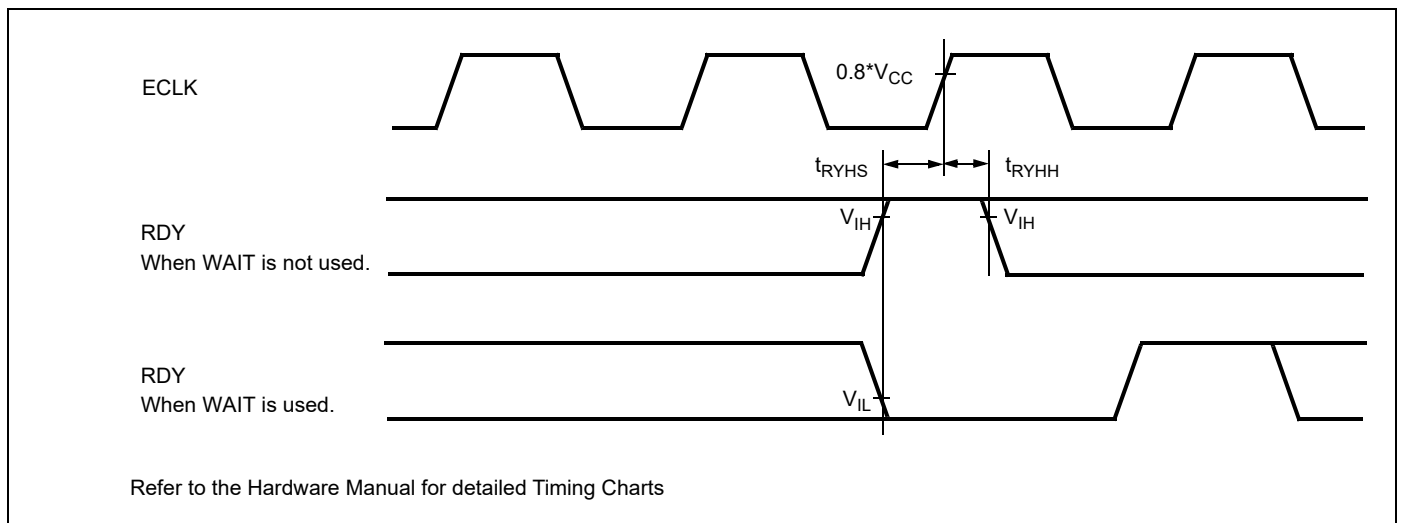 ECLK
0.8*VCC
tRYHS
tRYHH
VIH
VIH
RDY
When WAIT is not used.
RDY
When WAIT is used.
VIL
Refer to the Hardware Manual for detailed Timing Charts